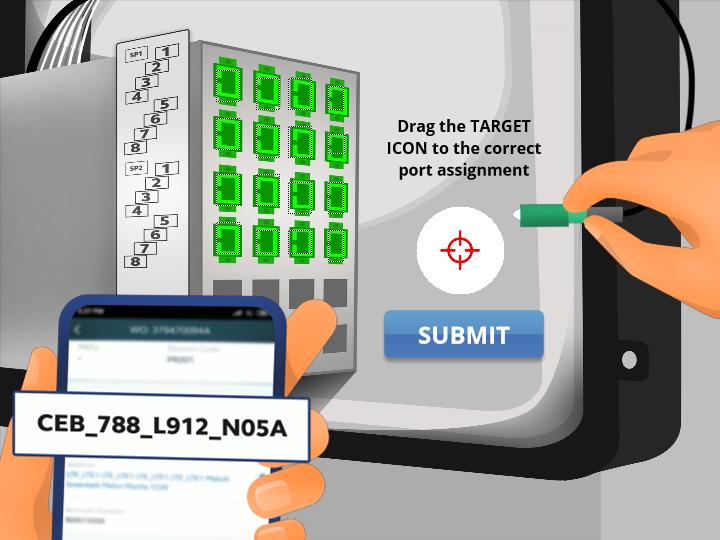 SP1
1
2
3
4
5
6
7
8
SP2
1
2
3
4
5
6
7
8
Drag the TARGET
ICON to the correct
port assignment
SUBMIT
WO: 379470094A
PR001
CEB_788_L912_N05A